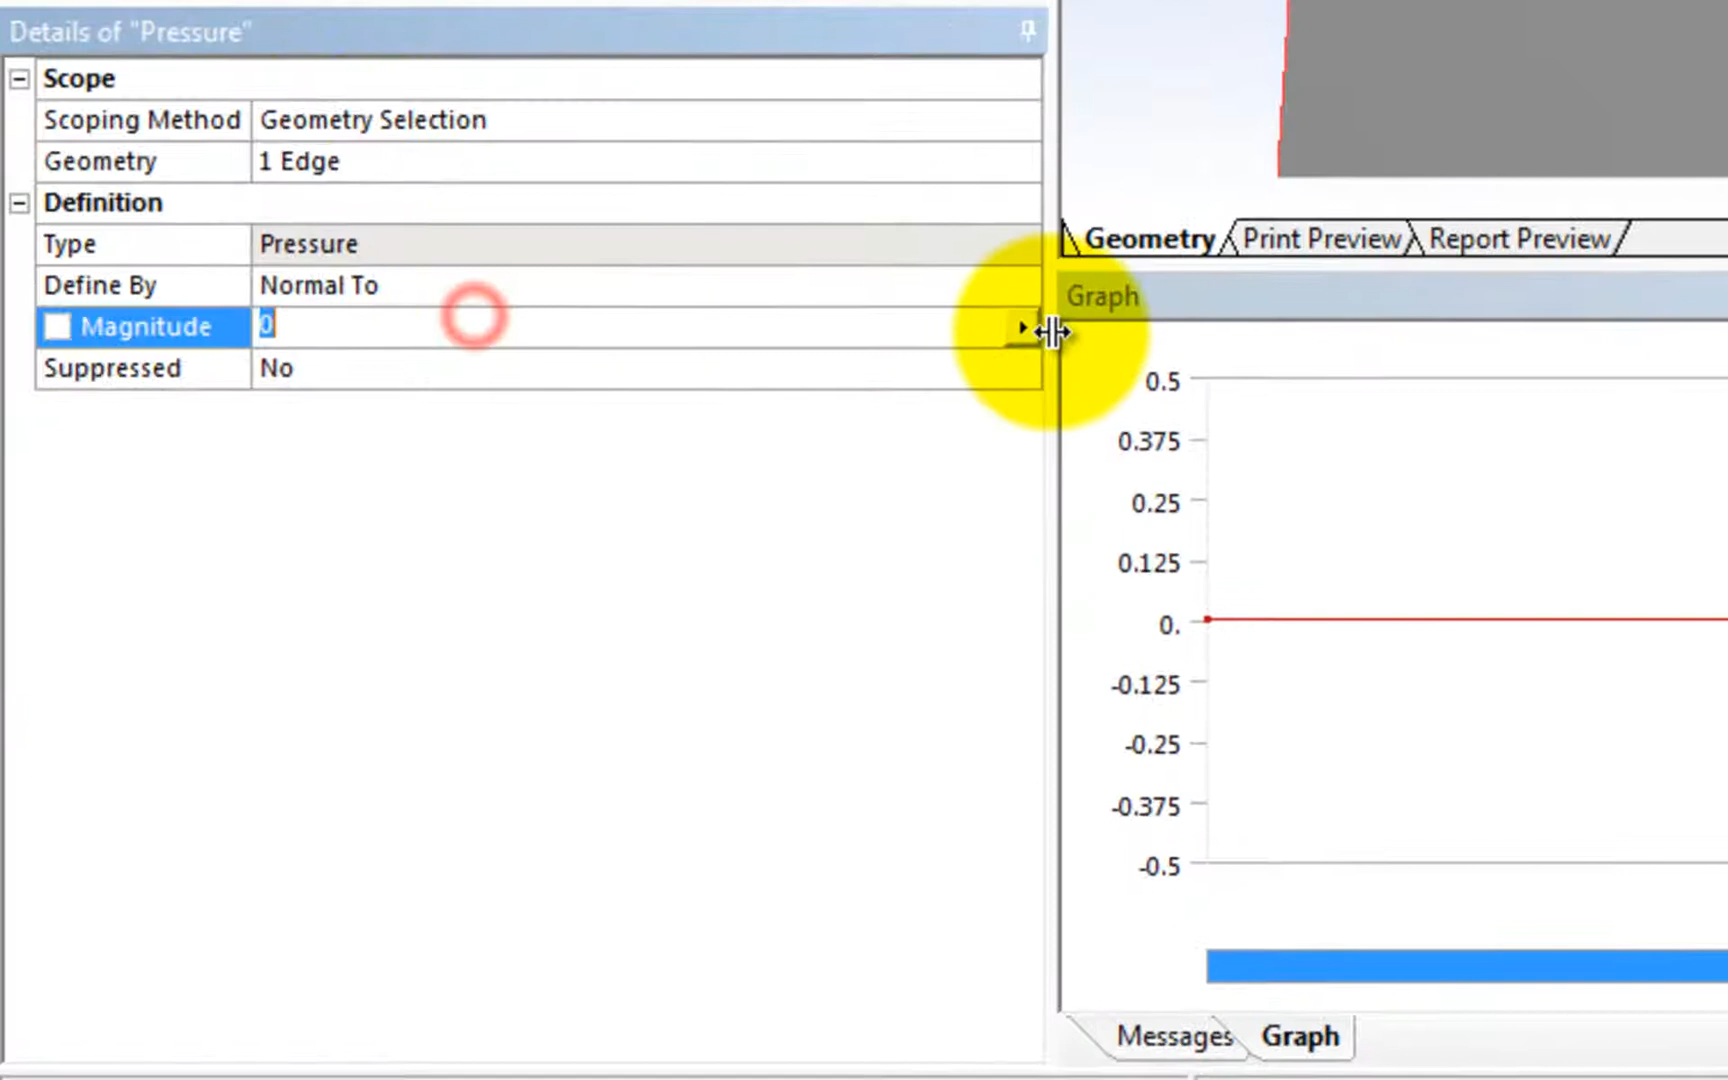 Details of "Pressure"
Scope
Scoping Method Geometry Selection
Geometry 1 Edge
Definition
Type Pressure
Define By Normal To
Magnitude 0
Suppressed No
Geometry Print Preview Report Preview
Graph
0.5
0.375
0.25
0.125
0.
-0.125
-0.25
-0.375
-0.5
Messages Graph